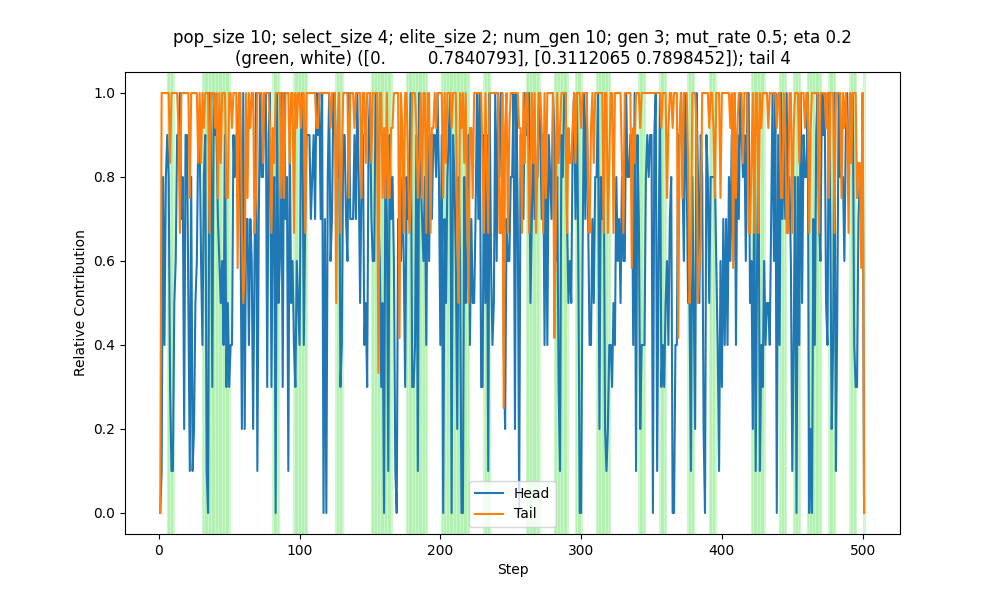 pop_size 10; select_size 4; elite_size 2; num_gen 10; gen 3; mut_rate 0.5; eta 0.2
(green, white) ([0.        0.7840793], [0.3112065 0.7898452]); tail 4
Relative Contribution
1.0
0.8
0.6
0.4
0.2
0.0
Head
Tail
0
100
200
300
400
500
Step